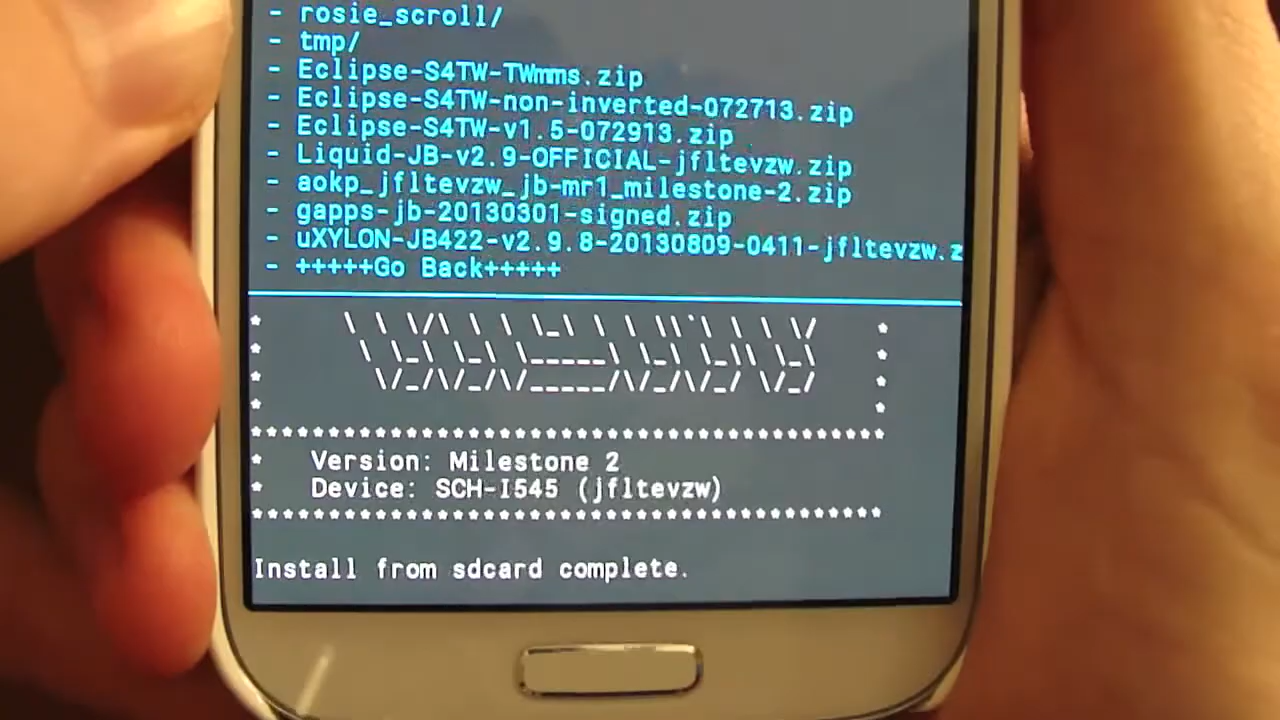 - rosie_scroll/
- tmp/
- Eclipse-S4TW-TWmms.zip
- Eclipse-S4TW-non-inverted-072713.zip
- Eclipse-S4TW-v1.5-072913.zip
- Liquid-JB-v2.9-OFFICIAL-jfltevzw.zip
- aokp_jfltevzw_jb-mr1_milestone-2.zip
- gapps-jb-20130301-signed.zip
- uXYLON-JB422-v2.9.8-20130809-0411-jfltevzw.z
- +++++Go Back+++++
* Version: Milestone 2
* Device: SCH-I545 (jfltevzw)
Install from sdcard complete.